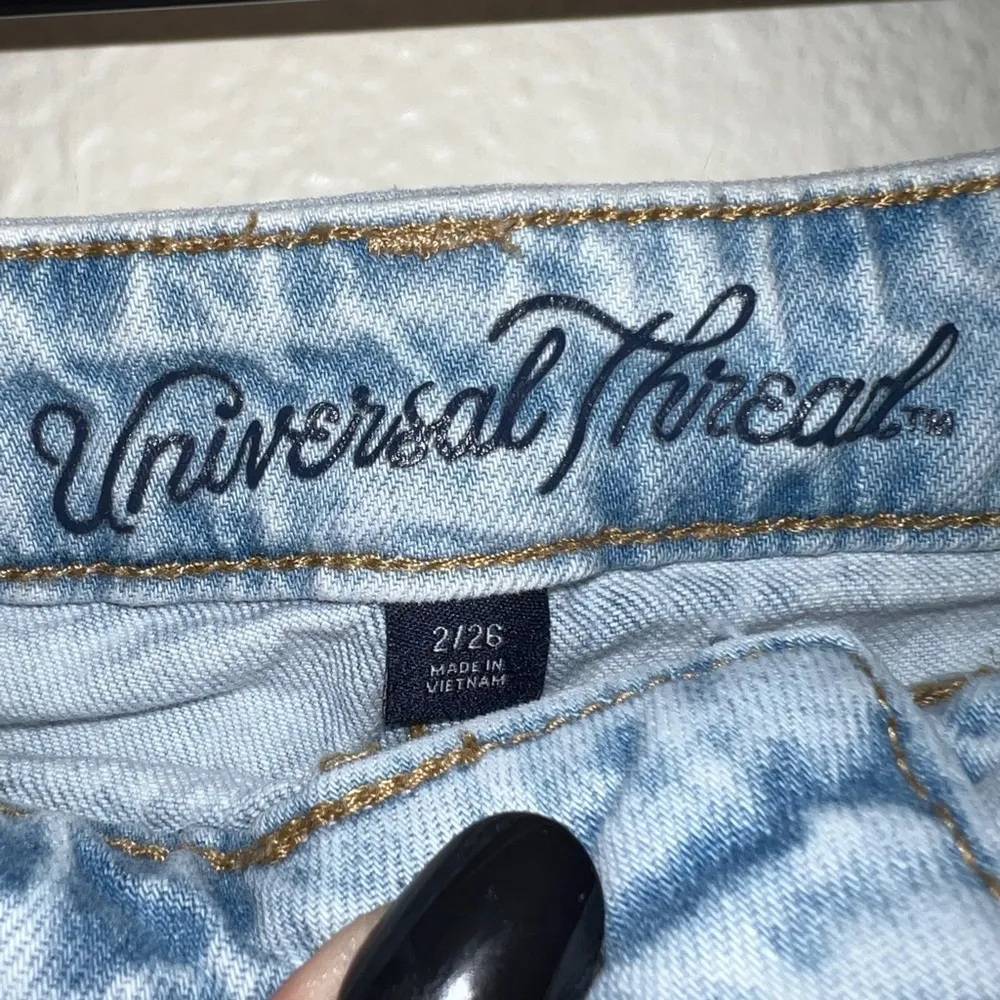 Universal Thread™
2/26
MADE IN
VIETNAM